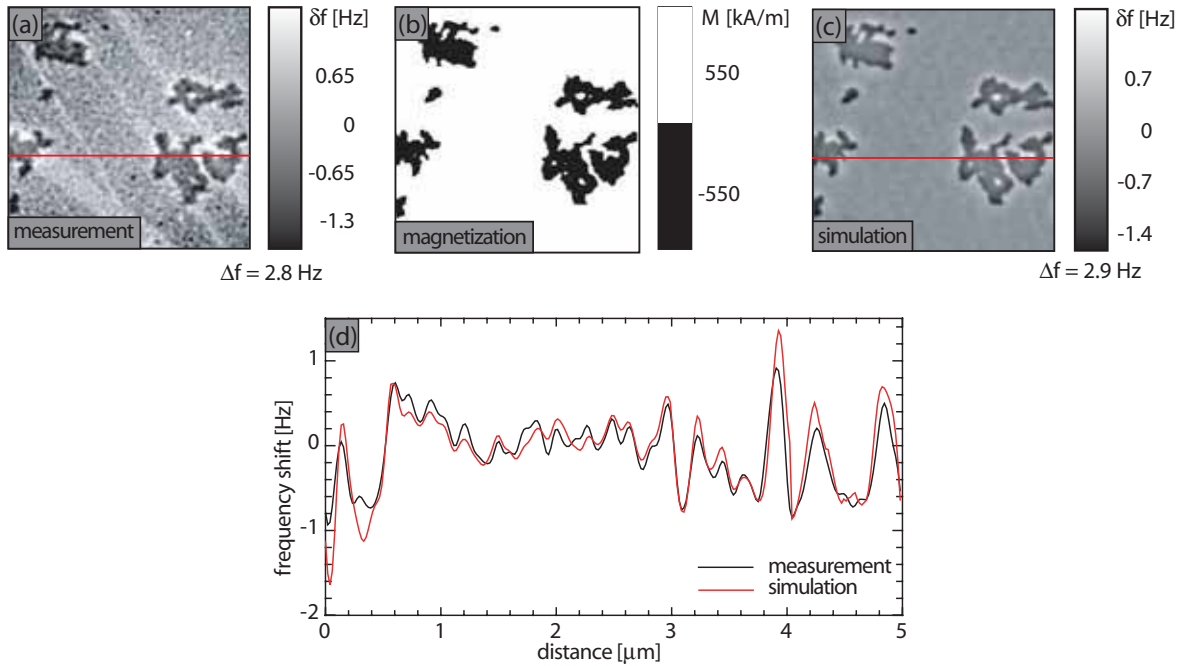 (a)
δf [Hz]
0.65
0
-0.65
-1.3
measurement
Δf = 2.8 Hz
(b)
M [kA/m]
550
-550
magnetization
(c)
δf [Hz]
0.7
0
-0.7
-1.4
simulation
Δf = 2.9 Hz
(d)
frequency shift [Hz]
1
0
-1
-2
measurement
simulation
0 1 2 3 4 5
distance [μm]